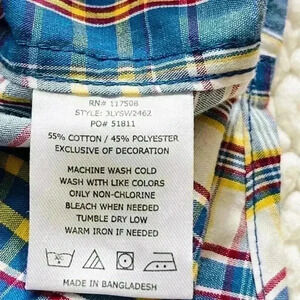 RN# 117508
STYLE: 3LYSW2462
PO# 51811
55% COTTON / 45% POLYESTER
EXCLUSIVE OF DECORATION
MACHINE WASH COLD
WASH WITH LIKE COLORS
ONLY NON-CHLORINE
BLEACH WHEN NEEDED
TUMBLE DRY LOW
WARM IRON IF NEEDED
MADE IN BANGLADESH